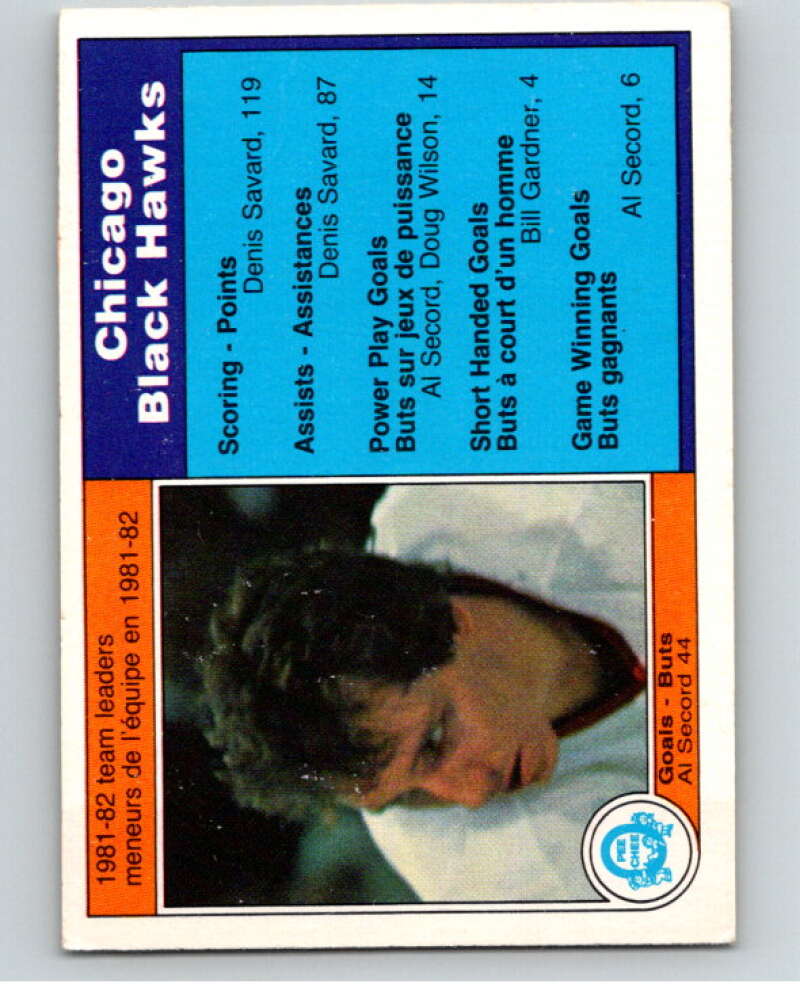 1981-82 team leaders
meneurs de l'équipe en 1981-82
Goals - Buts
Al Secord 44
O
PEE
CHEE
Chicago
Black Hawks
Scoring - Points
Denis Savard, 119
Assists - Assistances
Denis Savard, 87
Power Play Goals
Buts sur jeux de puissance
Al Secord, Doug Wilson, 14
Short Handed Goals
Buts à court d'un homme
Bill Gardner, 4
Game Winning Goals
Buts gagnants
Al Secord, 6